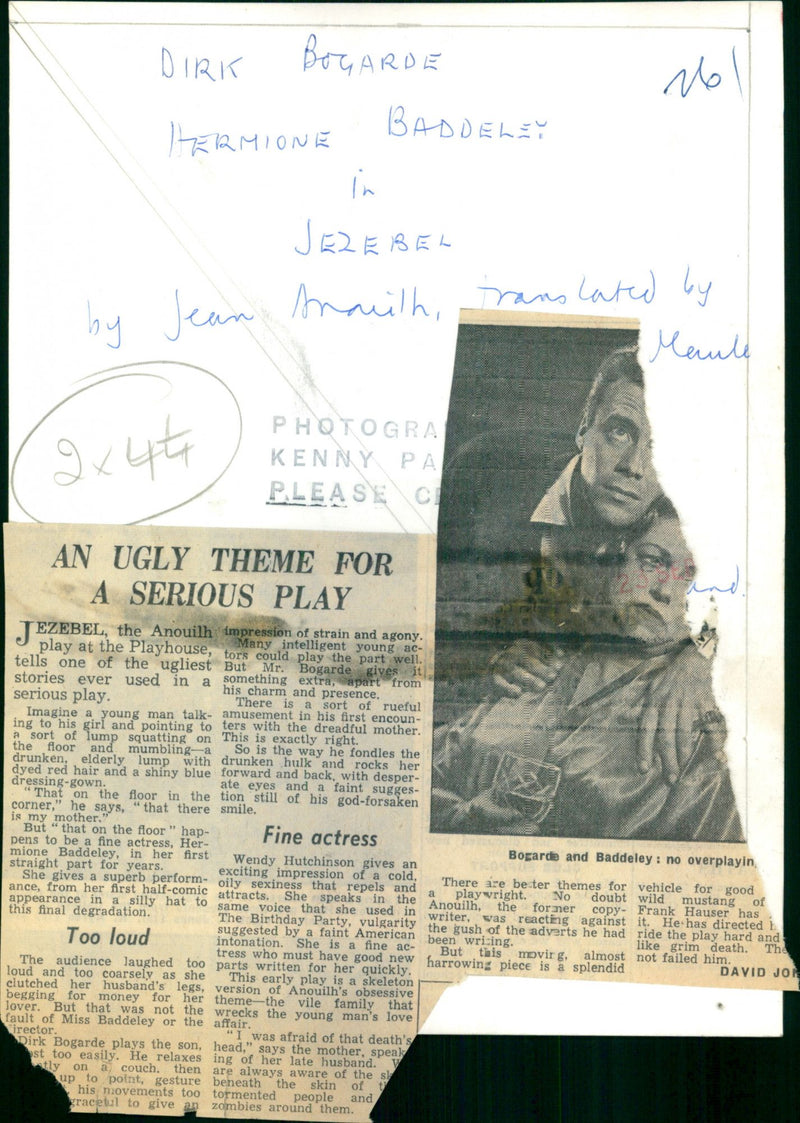 DIRK BOGARDE
HERMIONE BADDELEY
in
JEZEBEL
by Jean Anouilh, translated by
and
2 x 4¼
PHOTOGRA
KENNY PA
PLEASE
AN UGLY THEME FOR
A SERIOUS PLAY
JEZEBEL, the Anouilh
play at the Playhouse,
tells one of the ugliest
stories ever used in a
serious play.
Imagine a young man talk-
ing to his girl and pointing to
a sort of lump squatting on
the floor and mumbling—a
drunken, elderly lump with
dyed red hair and a shiny blue
dressing-gown.
"That on the floor in the
corner," he says, "that there
is my mother."
But "that on the floor" hap-
pens to be a fine actress, Her-
mione Baddeley, in her first
straight part for years.
She gives a superb perform-
ance, from her first half-comic
appearance in a silly hat to
this final degradation.
Too loud
The audience laughed too
loud and too coarsely as she
clutched her husband's legs,
begging for money for her
lover. But that was not the
fault of Miss Baddeley or the
irector.
Dirk Bogarde plays the son,
ost too easily. He relaxes
tly on a couch, then
up to point, gesture
his movements too
graceful to give an
impression of strain and agony.
Many intelligent young ac-
tors could play the part well.
But Mr. Bogarde gives it
something extra, apart from
his charm and presence.
There is a sort of rueful
amusement in his first encoun-
ters with the dreadful mother.
This is exactly right.
So is the way he fondles the
drunken hulk and rocks her
forward and back, with desper-
ate eyes and a faint sugges-
tion still of his god-forsaken
smile.
Fine actress
Wendy Hutchinson gives an
exciting impression of a cold,
oily sexiness that repels and
attracts. She speaks in the
same voice that she used in
The Birthday Party, vulgarity
suggested by a faint American
intonation. She is a fine ac-
tress who must have good new
parts written for her quickly.
This early play is a skeleton
version of Anouilh's obsessive
theme—the vile family that
wrecks the young man's love
affair.
"I was afraid of that death's
head," says the mother, speak-
ing of her late husband. W
are always aware of the sk
beneath the skin of t
tormented people and
zombies around them.
Bogarde and Baddeley: no overplayin
There are better themes for
a playwright. No doubt
Anouilh, the former copy-
writer, was reacting against
the gush of the adverts he had
been writing.
But this moving, almost
harrowing piece is a splendid
vehicle for good
wild mustang of
Frank Hauser has
it. He has directed h
ride the play hard and
like grim death. The
not failed him.
DAVID JO